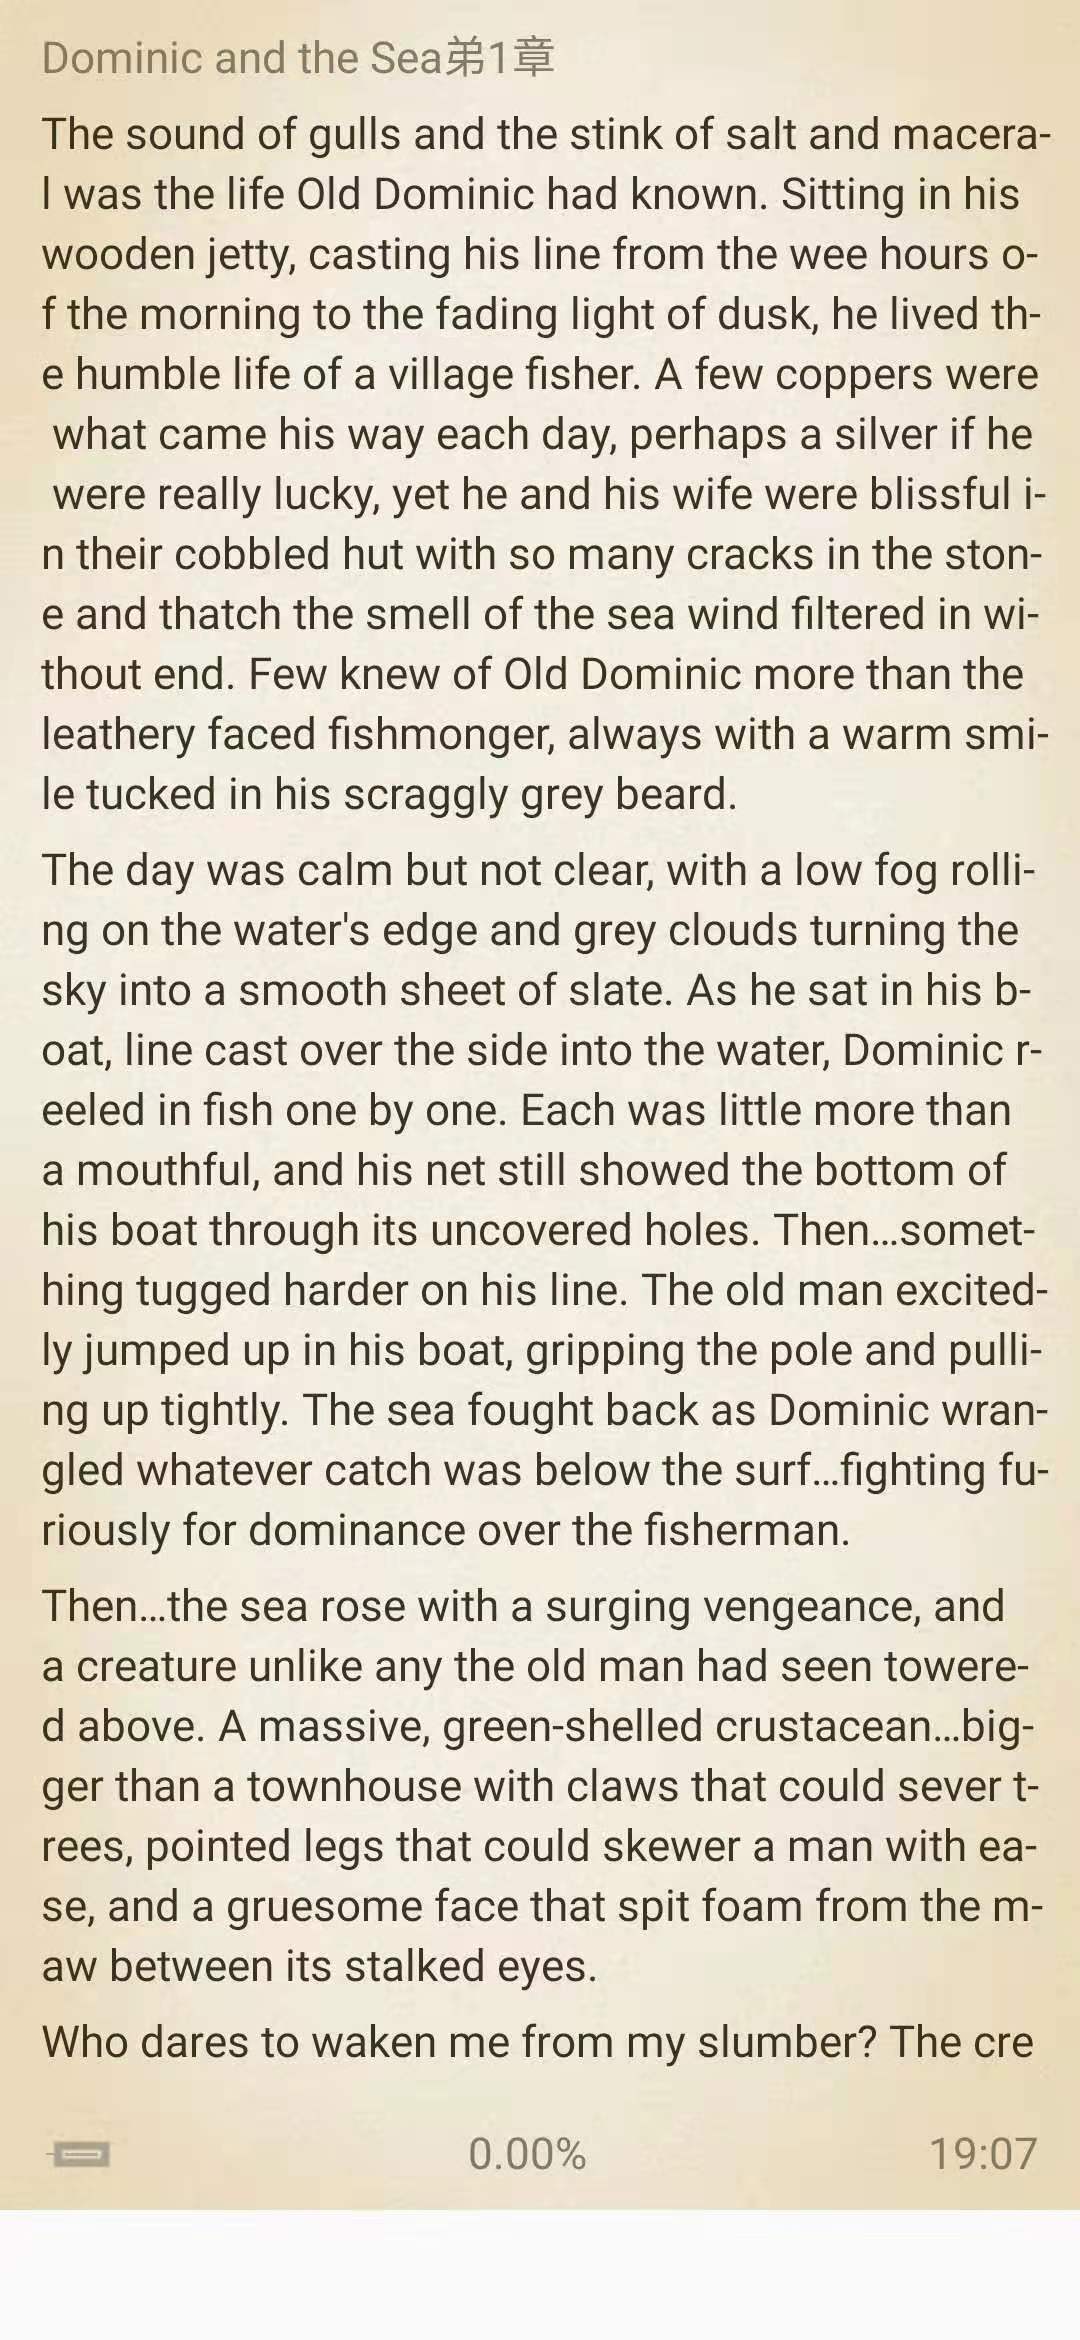 Dominic and the Sea弟1章
The sound of gulls and the stink of salt and macera-
l was the life Old Dominic had known. Sitting in his
wooden jetty, casting his line from the wee hours o-
f the morning to the fading light of dusk, he lived th-
e humble life of a village fisher. A few coppers were
what came his way each day, perhaps a silver if he
were really lucky, yet he and his wife were blissful i-
n their cobbled hut with so many cracks in the ston-
e and thatch the smell of the sea wind filtered in wi-
thout end. Few knew of Old Dominic more than the
leathery faced fishmonger, always with a warm smi-
le tucked in his scraggly grey beard.
The day was calm but not clear, with a low fog rolli-
ng on the water's edge and grey clouds turning the
sky into a smooth sheet of slate. As he sat in his b-
oat, line cast over the side into the water, Dominic r-
eeled in fish one by one. Each was little more than
a mouthful, and his net still showed the bottom of
his boat through its uncovered holes. Then…somet-
hing tugged harder on his line. The old man excited-
ly jumped up in his boat, gripping the pole and pulli-
ng up tightly. The sea fought back as Dominic wran-
gled whatever catch was below the surf…fighting fu-
riously for dominance over the fisherman.
Then…the sea rose with a surging vengeance, and
a creature unlike any the old man had seen towere-
d above. A massive, green-shelled crustacean…big-
ger than a townhouse with claws that could sever t-
rees, pointed legs that could skewer a man with ea-
se, and a gruesome face that spit foam from the m-
aw between its stalked eyes.
Who dares to waken me from my slumber? The cre
0.00%
19:07